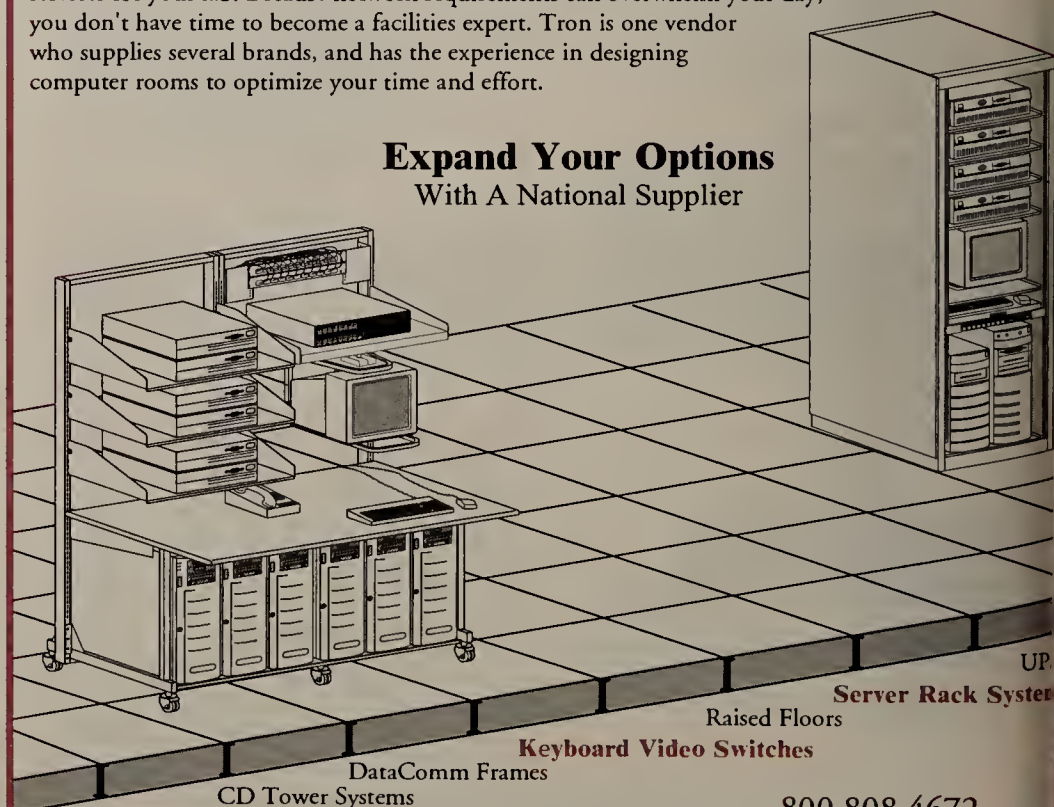 you don't have time to become a facilities expert. Tron is one vendor
who supplies several brands, and has the experience in designing
computer rooms to optimize your time and effort.
Expand Your Options
With A National Supplier
UP
Server Rack System
Raised Floors
Keyboard Video Switches
DataComm Frames
CD Tower Systems